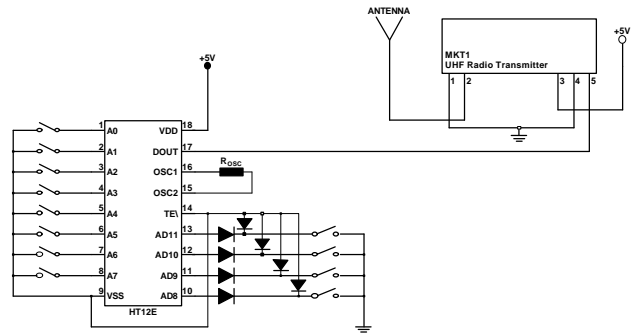 ANTENNA
+5V
MKT1
UHF Radio Transmitter
1 2 3 4 5
+5V
1 A0 VDD 18
2 A1 DOUT 17
3 A2 OSC1 16
ROSC
4 A3 OSC2 15
5 A4 TE\ 14
6 A5 AD11 13
7 A6 AD10 12
8 A7 AD9 11
9 VSS AD8 10
HT12E